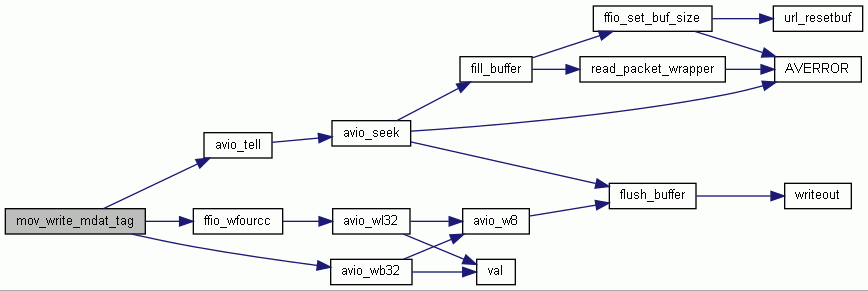 ffio_set_buf_size
url_resetbuf
fill_buffer
read_packet_wrapper
AVERROR
avio_tell
avio_seek
flush_buffer
writeout
mov_write_mdat_tag
ffio_wfourcc
avio_wl32
avio_w8
avio_wb32
val